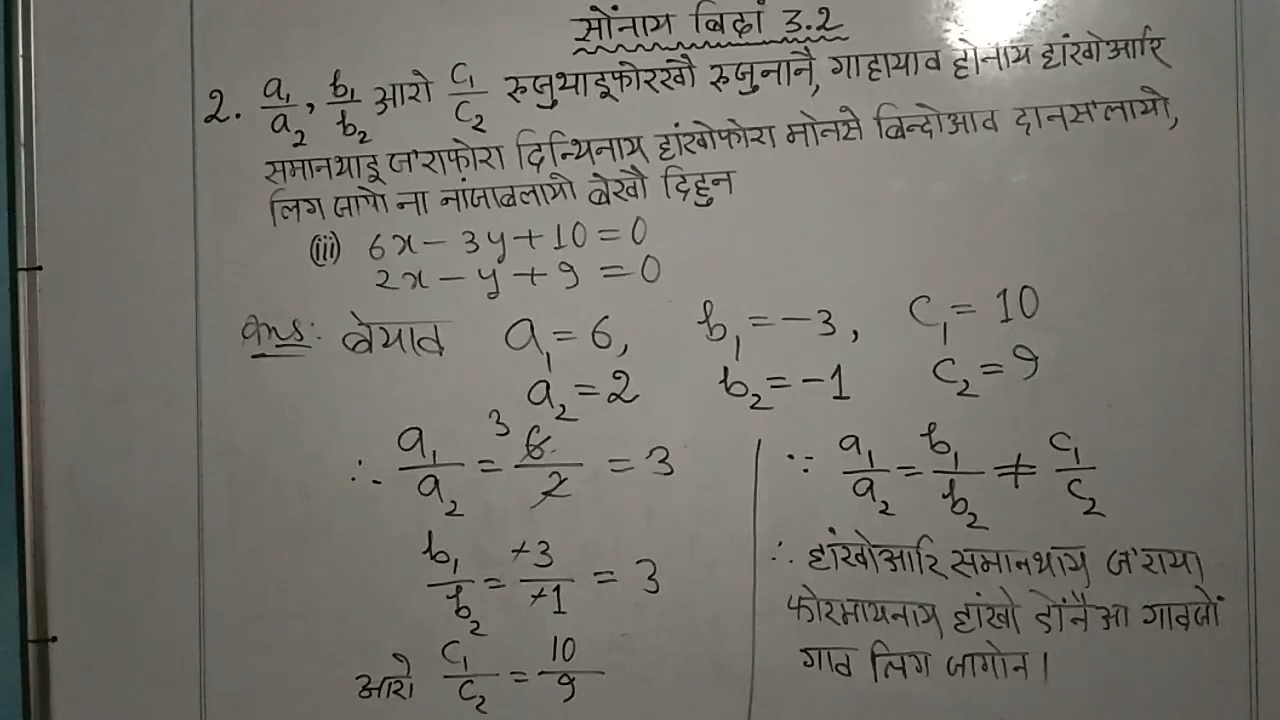 सोंनाय बिदां 3.2
2. a₁/a₂, b₁/b₂ आरो c₁/c₂ रुजुथाइफोरखौ रुजुनानै, गाहायाव होनाय हांखोआरि
समानथाइ ज'राफोरा दिन्थिनाय हांखोफोरा मोनसे बिन्दोआव दानस'लायो,
लिग जायो ना नांजाबलायो बेखौ दिहुन
(iii) 6x - 3y + 10 = 0
2x - y + 9 = 0
Ans: बेयाव a₁ = 6, b₁ = -3, c₁ = 10
a₂ = 2 b₂ = -1 c₂ = 9
∴ a₁/a₂ = 6/2 3 = 3
b₁/b₂ = -3/-1 = 3
आरो c₁/c₂ = 10/9
∵ a₁/a₂ = b₁/b₂ ≠ c₁/c₂
∴ हांखोआरि समानथाय ज'राया
फोरमायनाय हांखो डोंनैआ गावजों
गाव लिग जागोन।